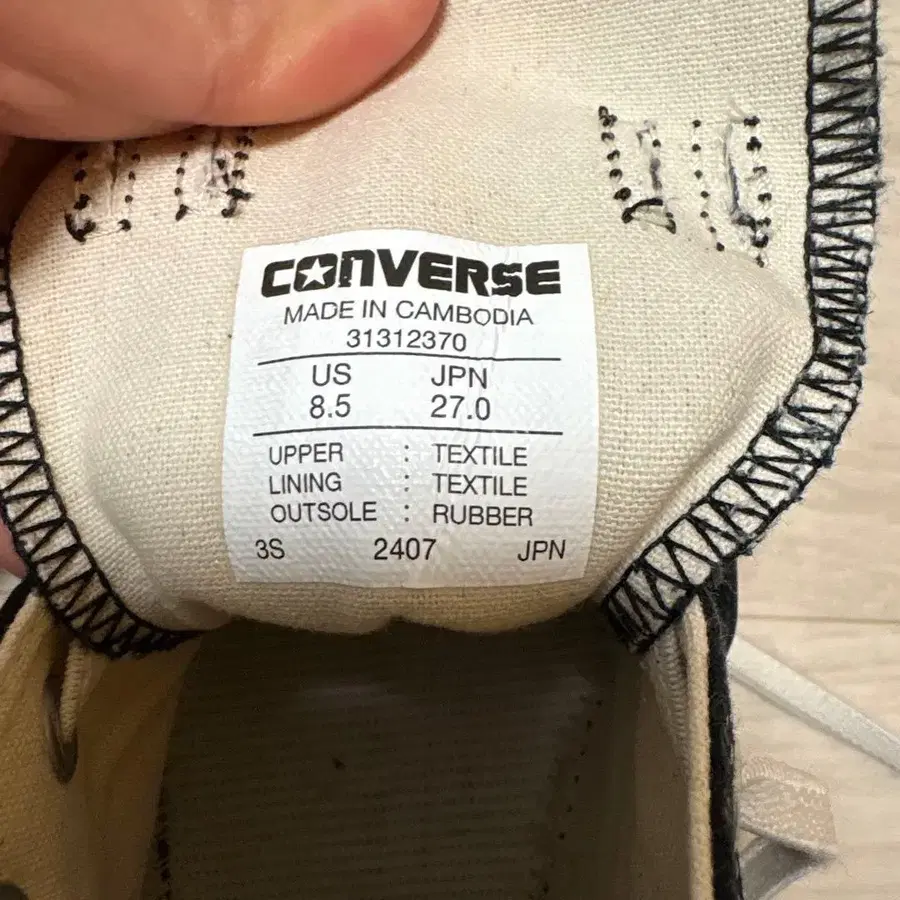 CONVERSE
MADE IN CAMBODIA
31312370
US JPN
8.5 27.0
UPPER : TEXTILE
LINING : TEXTILE
OUTSOLE : RUBBER
3S 2407 JPN